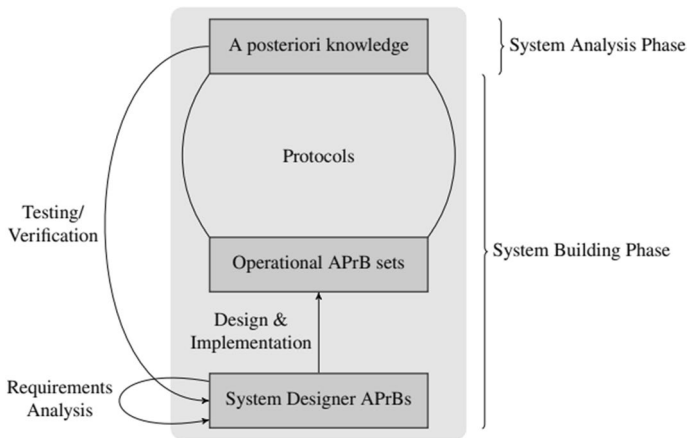 A posteriori knowledge
System Analysis Phase
Protocols
Testing/
Verification
System Building Phase
Operational APrB sets
Design &
Implementation
Requirements
Analysis
System Designer APrBs